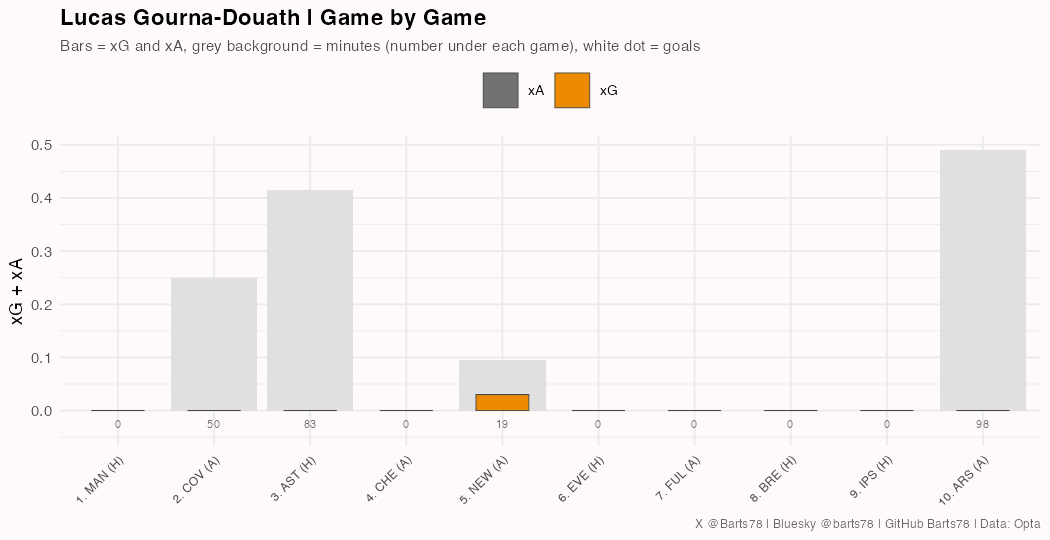 Lucas Gourna-Douath | Game by Game
Bars = xG and xA, grey background = minutes (number under each game), white dot = goals
xA xG
xG + xA
0.5
0.4
0.3
0.2
0.1
0.0
0 50 83 0 19 0 0 0 0 98
1. MAN (H)
2. COV (A)
3. AST (H)
4. CHE (A)
5. NEW (A)
6. EVE (H)
7. FUL (A)
8. BRE (H)
9. IPS (H)
10. ARS (A)
X @Barts78 | Bluesky @barts78 | GitHub Barts78 | Data: Opta